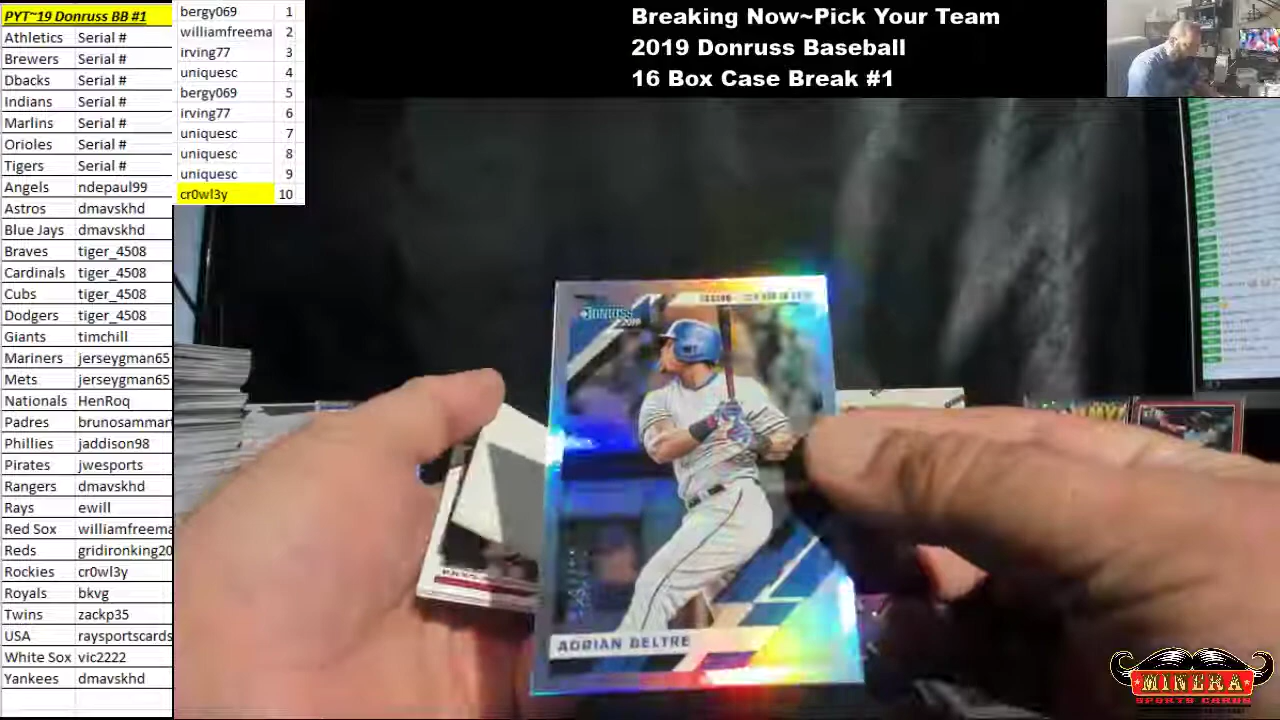 PYT~19 Donruss BB #1
Athletics Serial #
Brewers Serial #
Dbacks Serial #
Indians Serial #
Marlins Serial #
Orioles Serial #
Tigers Serial #
Angels ndepaul99
Astros dmavskhd
Blue Jays dmavskhd
Braves tiger_4508
Cardinals tiger_4508
Cubs tiger_4508
Dodgers tiger_4508
Giants timchill
Mariners jerseygman65
Mets jerseygman65
Nationals HenRoq
Padres brunosammar
Phillies jaddison98
Pirates jwesports
Rangers dmavskhd
Rays ewill
Red Sox williamfreema
Reds gridironking20
Rockies cr0wl3y
Royals bkvg
Twins zackp35
USA raysportscards
White Sox vic2222
Yankees dmavskhd
bergy069 1
williamfreema 2
irving77 3
uniquesc 4
bergy069 5
irving77 6
uniquesc 7
uniquesc 8
uniquesc 9
cr0wl3y 10
Breaking Now~Pick Your Team
2019 Donruss Baseball
16 Box Case Break #1
DONRUSS
2019
ADRIAN BELTRE
MINERA
SPORTS CARDS